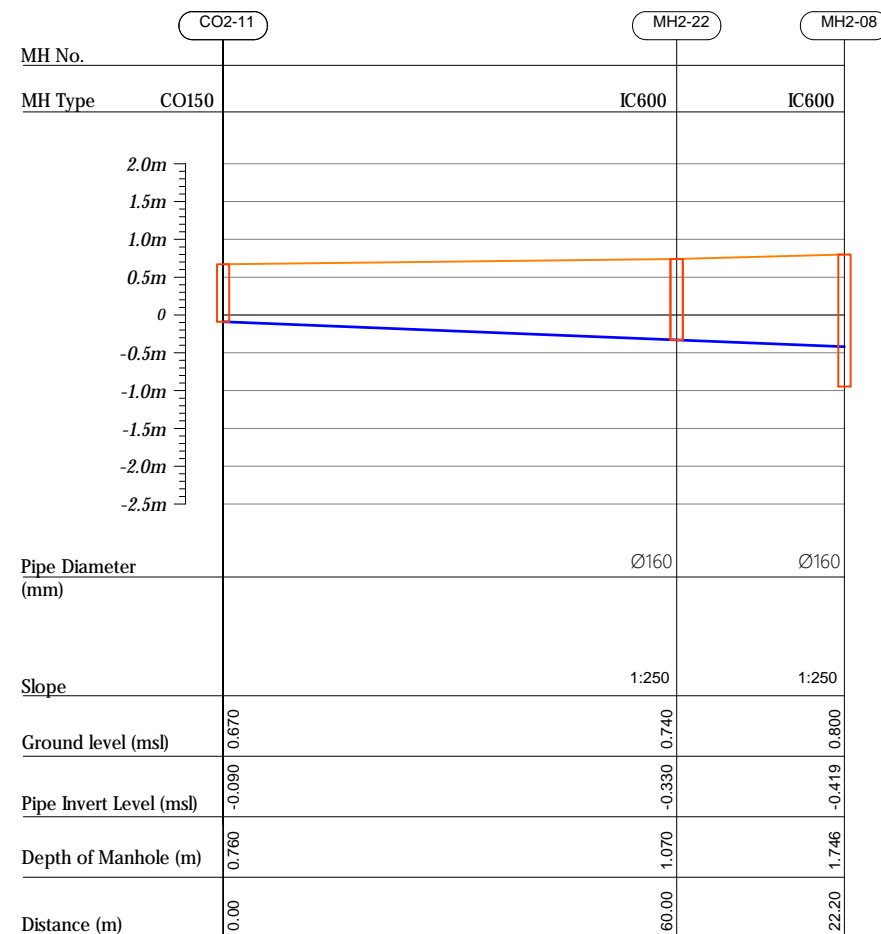 CO2-11 MH2-22 MH2-08
MH No.
MH Type CO150 IC600 IC600
2.0m
1.5m
1.0m
0.5m
0
-0.5m
-1.0m
-1.5m
-2.0m
-2.5m
Pipe Diameter Ø160 Ø160
(mm)
Slope 1:250 1:250
Ground level (msl) 0.670 0.740 0.800
Pipe Invert Level (msl) -0.090 -0.330 -0.419
Depth of Manhole (m) 0.760 1.070 1.746
Distance (m) 0.00 60.00 22.20